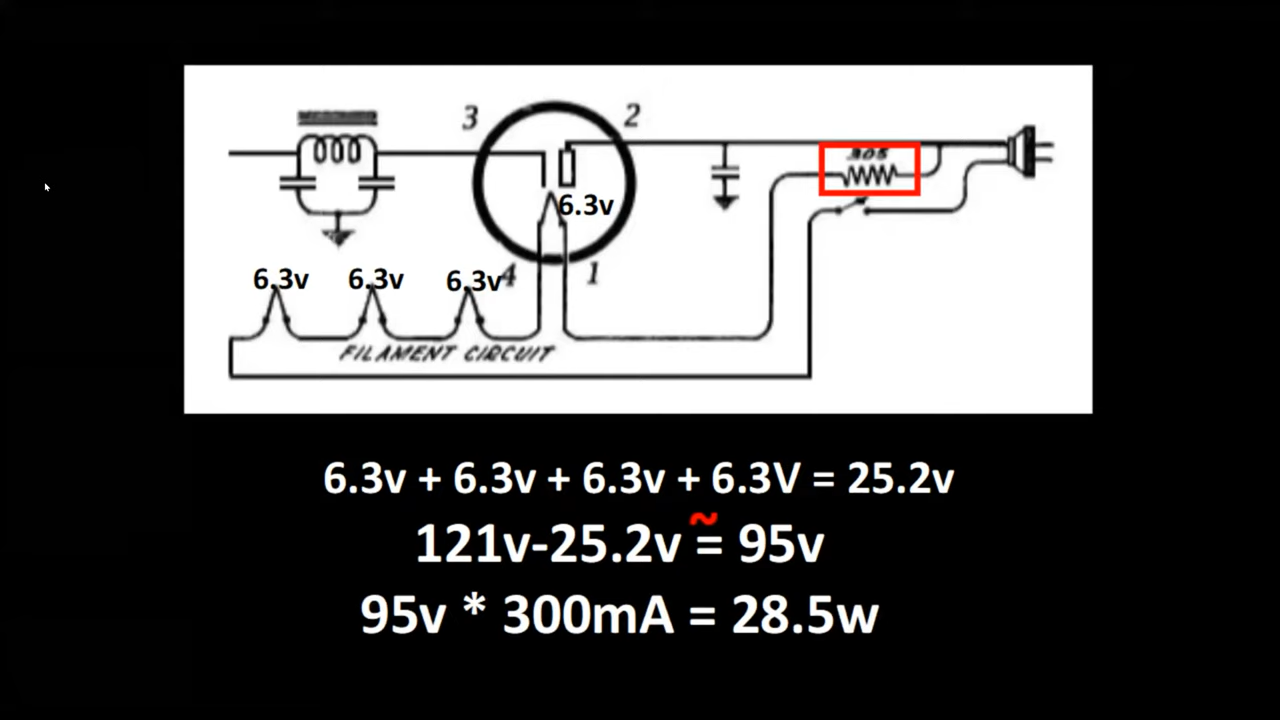 3 2
305
6.3v
6.3v 6.3v 6.3v 4 1
FILAMENT CIRCUIT
6.3v + 6.3v + 6.3v + 6.3V = 25.2v
~
121v-25.2v = 95v
95v * 300mA = 28.5w